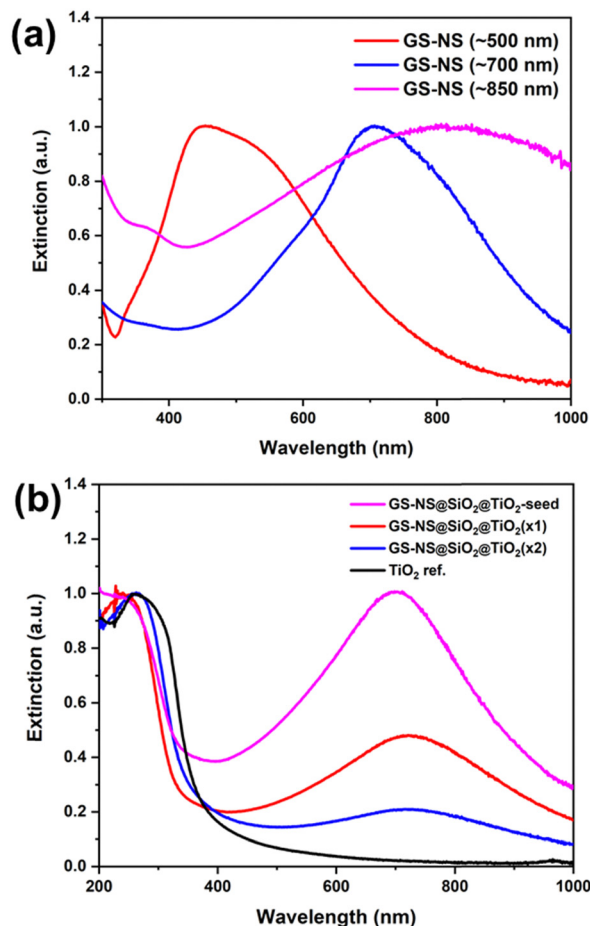 (a)
GS-NS (~500 nm)
GS-NS (~700 nm)
GS-NS (~850 nm)
1.4
1.2
1.0
0.8
0.6
0.4
0.2
0.0
Extinction (a.u.)
400 600 800 1000
Wavelength (nm)
(b)
GS-NS@SiO₂@TiO₂-seed
GS-NS@SiO₂@TiO₂(x1)
GS-NS@SiO₂@TiO₂(x2)
TiO₂ ref.
1.4
1.2
1.0
0.8
0.6
0.4
0.2
0.0
Extinction (a.u.)
200 400 600 800 1000
Wavelength (nm)